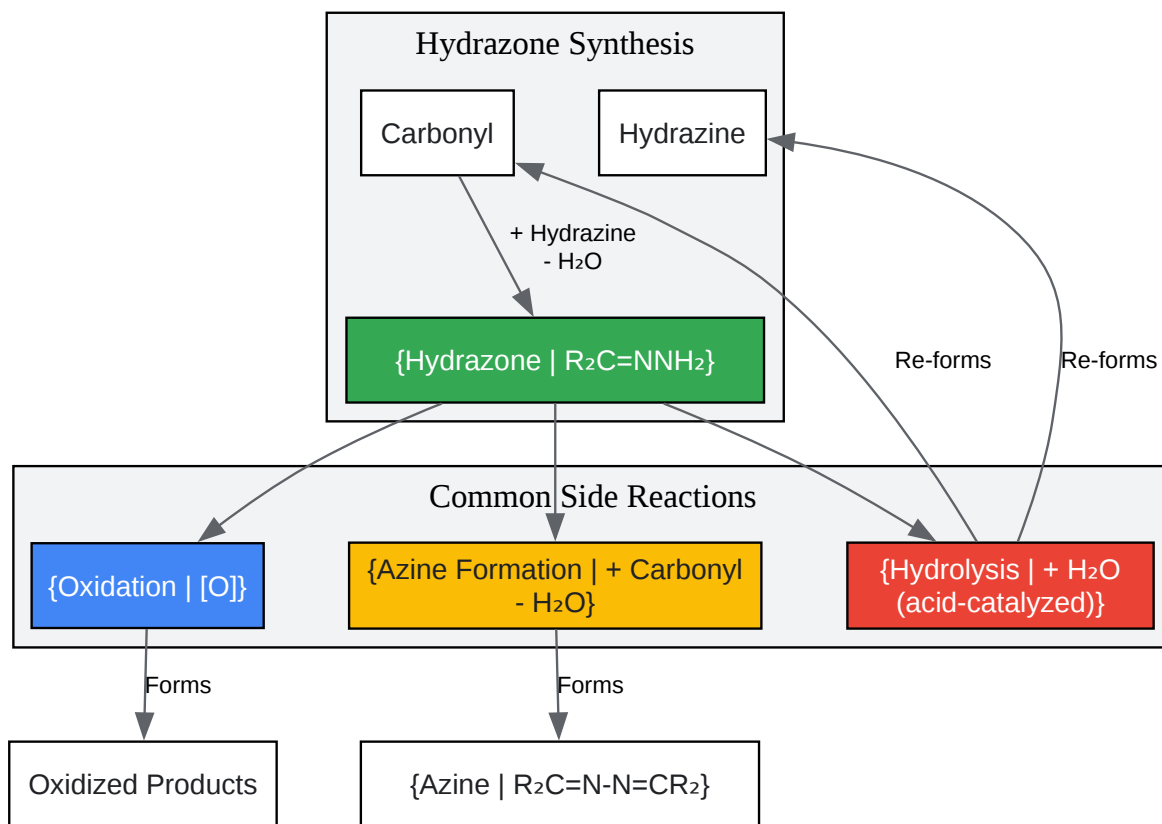 Hydrazone Synthesis
Carbonyl
Hydrazine
+ Hydrazine
- H₂O
Re-forms
Re-forms
{Hydrazone | R₂C=NNH₂}
Common Side Reactions
{Oxidation | [O]}
{Azine Formation | + Carbonyl
- H₂O}
{Hydrolysis | + H₂O
(acid-catalyzed)}
Forms
Forms
Oxidized Products
{Azine | R₂C=N-N=CR₂}